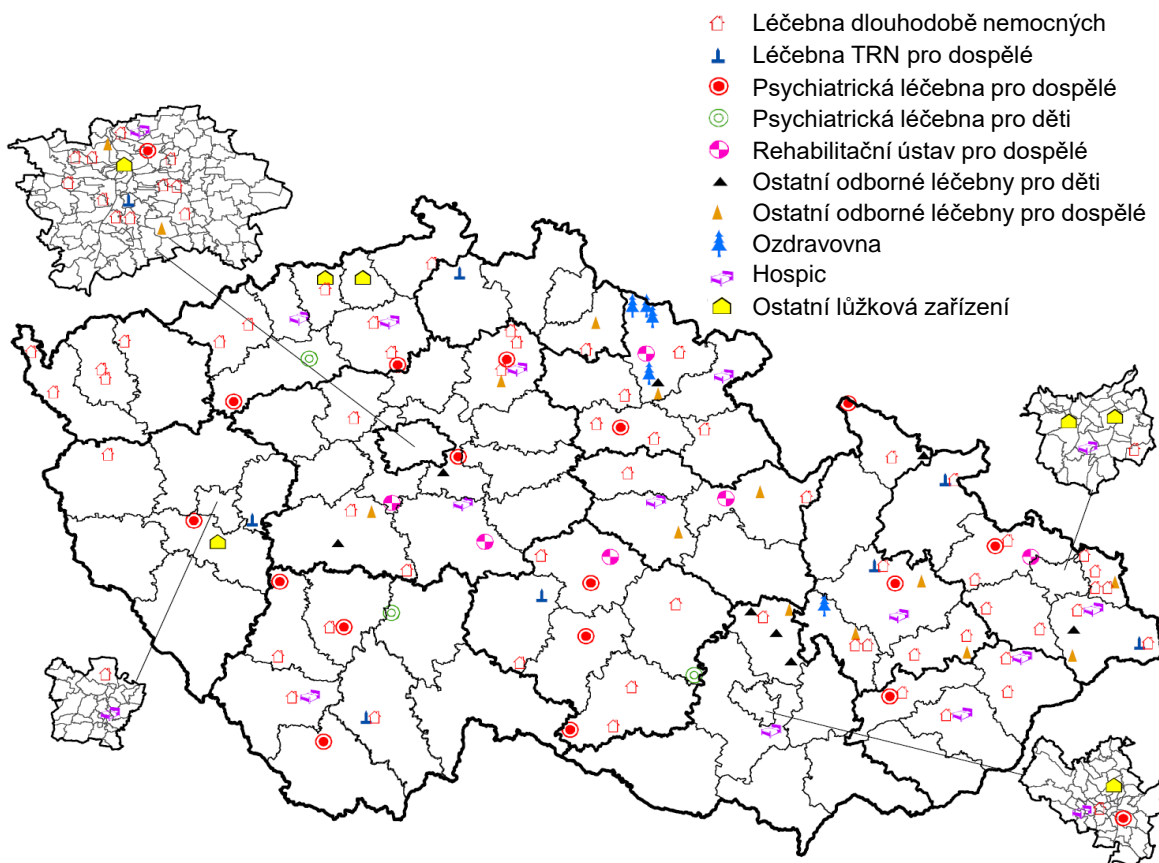 Léčebna dlouhodobě nemocných
Léčebna TRN pro dospělé
Psychiatrická léčebna pro dospělé
Psychiatrická léčebna pro děti
Rehabilitační ústav pro dospělé
Ostatní odborné léčebny pro děti
Ostatní odborné léčebny pro dospělé
Ozdravovna
Hospic
Ostatní lůžková zařízení